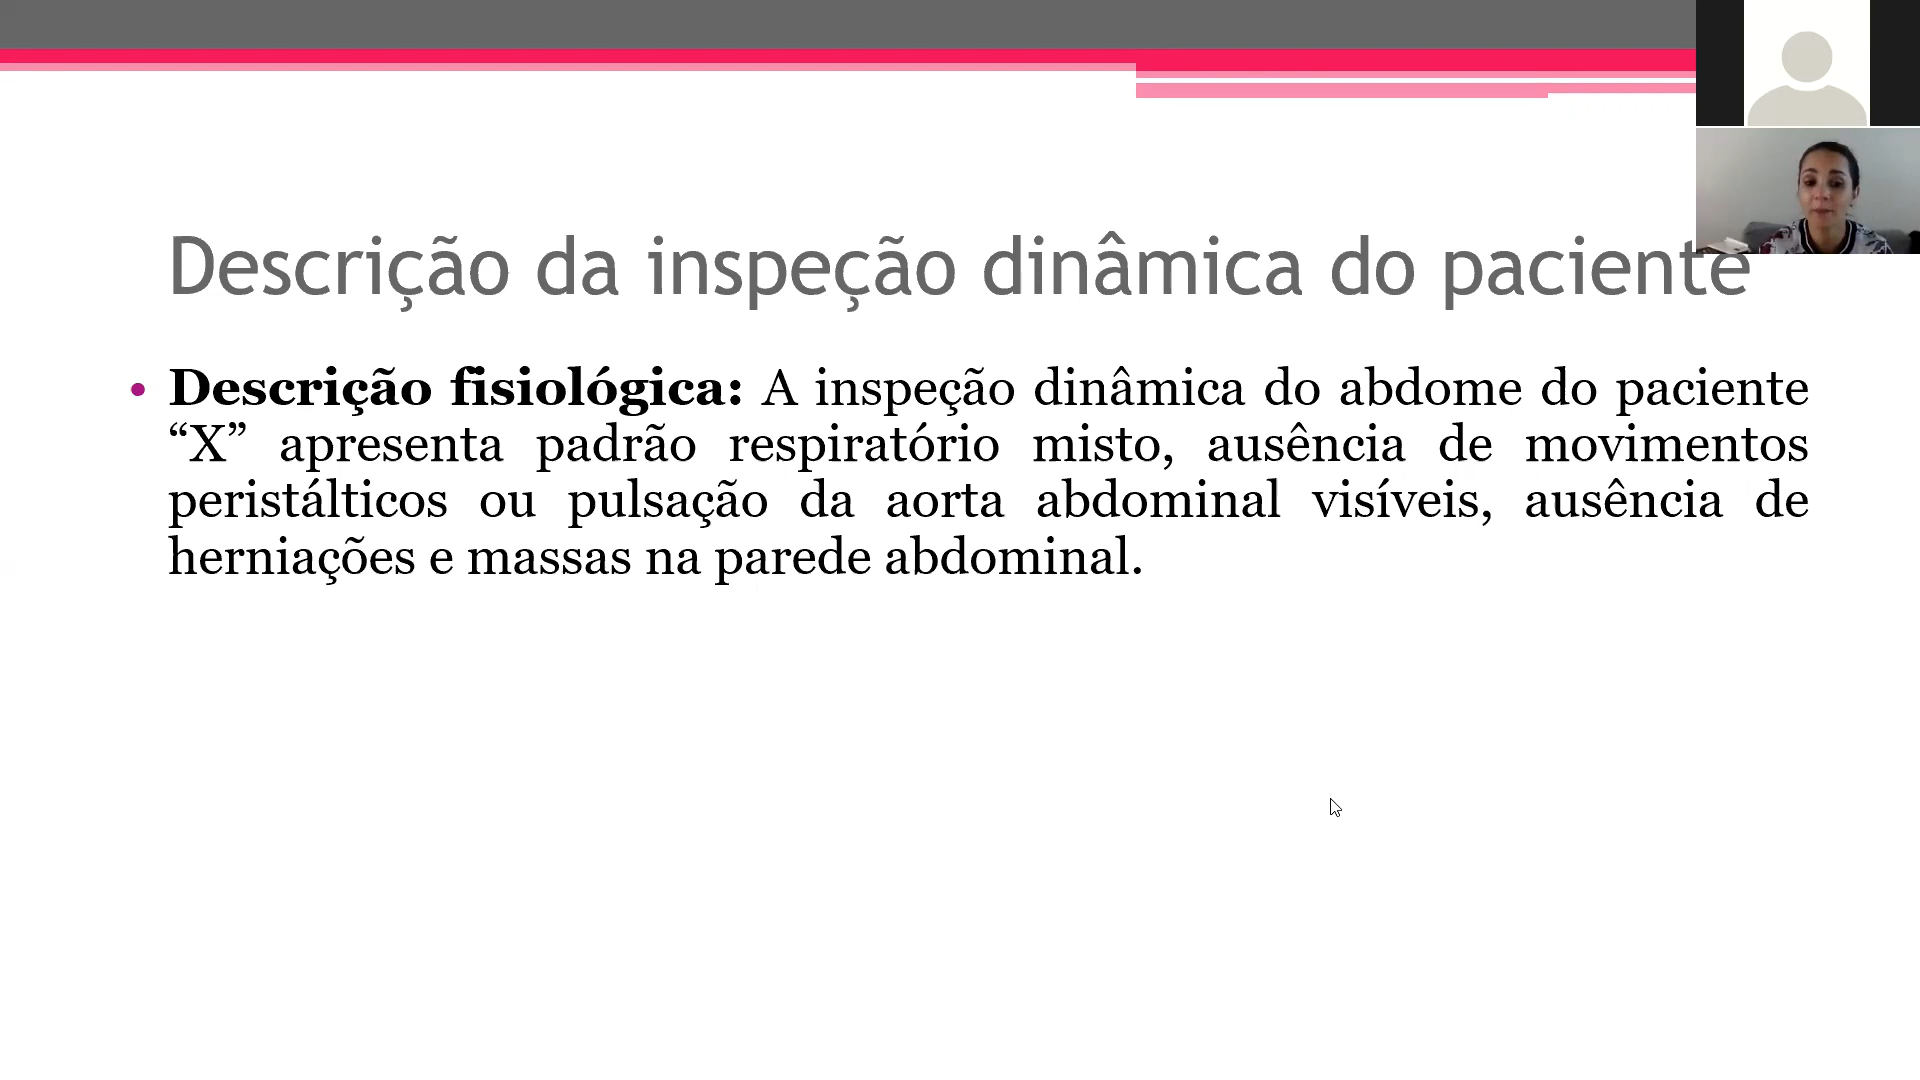 Descrição da inspeção dinâmica do paciente
• Descrição fisiológica: A inspeção dinâmica do abdome do paciente
“X” apresenta padrão respiratório misto, ausência de movimentos
peristálticos ou pulsação da aorta abdominal visíveis, ausência de
herniações e massas na parede abdominal.